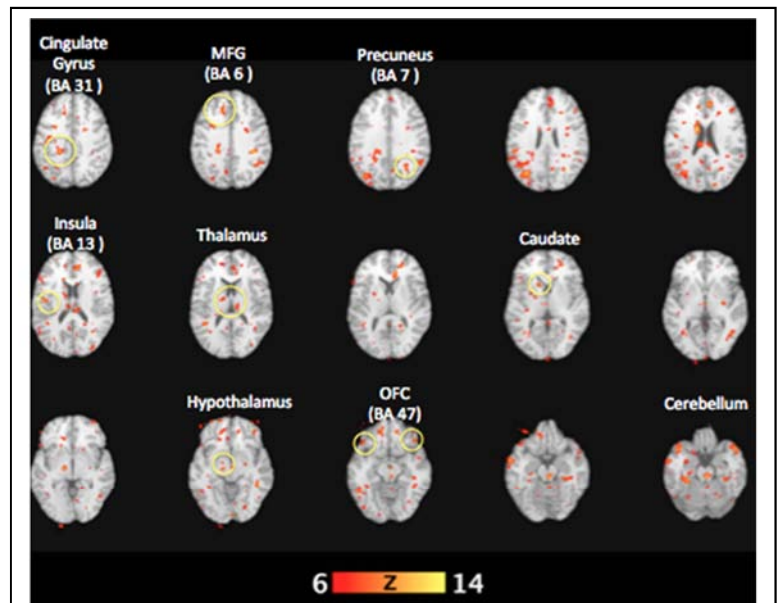 Cingulate
Gyrus
(BA 31 )
MFG
(BA 6 )
Precuneus
(BA 7 )
Insula
(BA 13 )
Thalamus
Caudate
Hypothalamus
OFC
(BA 47)
Cerebellum
6 Z 14